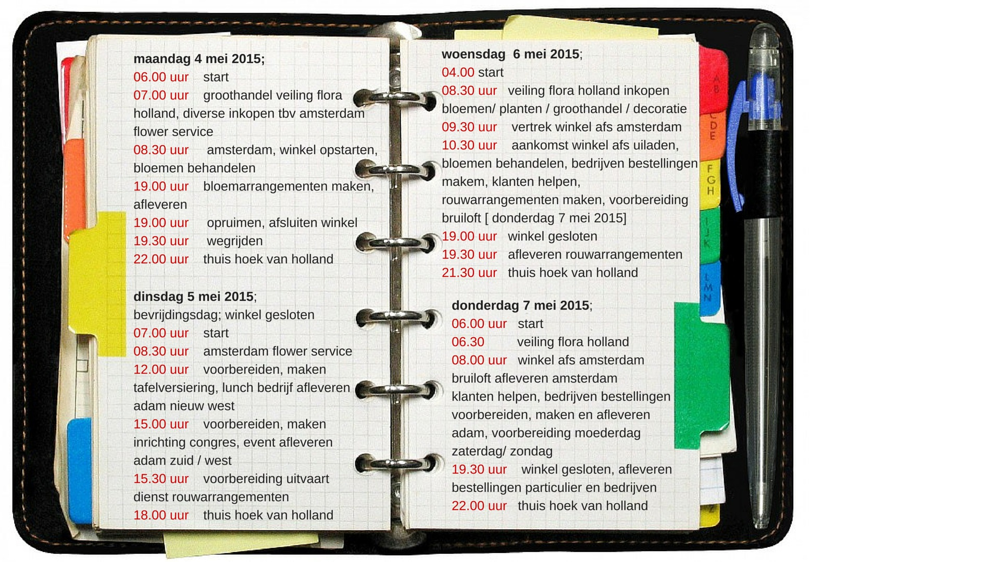 maandag 4 mei 2015;
06.00 uur start
07.00 uur groothandel veiling flora
holland, diverse inkopen tbv amsterdam
flower service
08.30 uur amsterdam, winkel opstarten,
bloemen behandelen
19.00 uur bloemarrangementen maken,
afleveren
19.00 uur opruimen, afsluiten winkel
19.30 uur wegrijden
22.00 uur thuis hoek van holland
dinsdag 5 mei 2015;
bevrijdingsdag; winkel gesloten
07.00 uur start
08.30 uur amsterdam flower service
12.00 uur voorbereiden, maken
tafelversiering, lunch bedrijf afleveren
adam nieuw west
15.00 uur voorbereiden, maken
inrichting congres, event afleveren
adam zuid / west
15.30 uur voorbereiding uitvaart
dienst rouwarrangementen
18.00 uur thuis hoek van holland
woensdag 6 mei 2015;
04.00 start
08.30 uur veiling flora holland inkopen
bloemen/ planten / groothandel / decoratie
09.30 uur vertrek winkel afs amsterdam
10.30 uur aankomst winkel afs uiladen,
bloemen behandelen, bedrijven bestellingen
makem, klanten helpen,
rouwarrangementen maken, voorbereiding
bruiloft [ donderdag 7 mei 2015]
19.00 uur winkel gesloten
19.30 uur afleveren rouwarrangementen
21.30 uur thuis hoek van holland
donderdag 7 mei 2015;
06.00 uur start
06.30 veiling flora holland
08.00 uur winkel afs amsterdam
bruiloft afleveren amsterdam
klanten helpen, bedrijven bestellingen
voorbereiden, maken en afleveren
adam, voorbereiding moederdag
zaterdag/ zondag
19.30 uur winkel gesloten, afleveren
bestellingen particulier en bedrijven
22.00 uur thuis hoek van holland
A B
C D E
F G H
I J K
L M N
Z